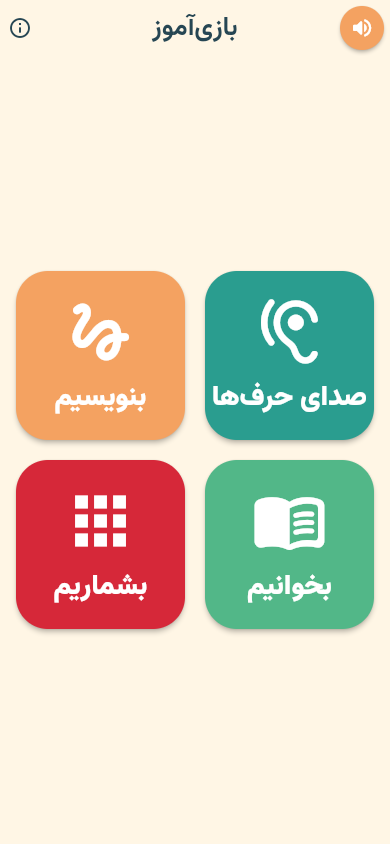 بازی‌آموز
صدای حرف‌ها
بنویسیم
بخوانیم
بشماریم